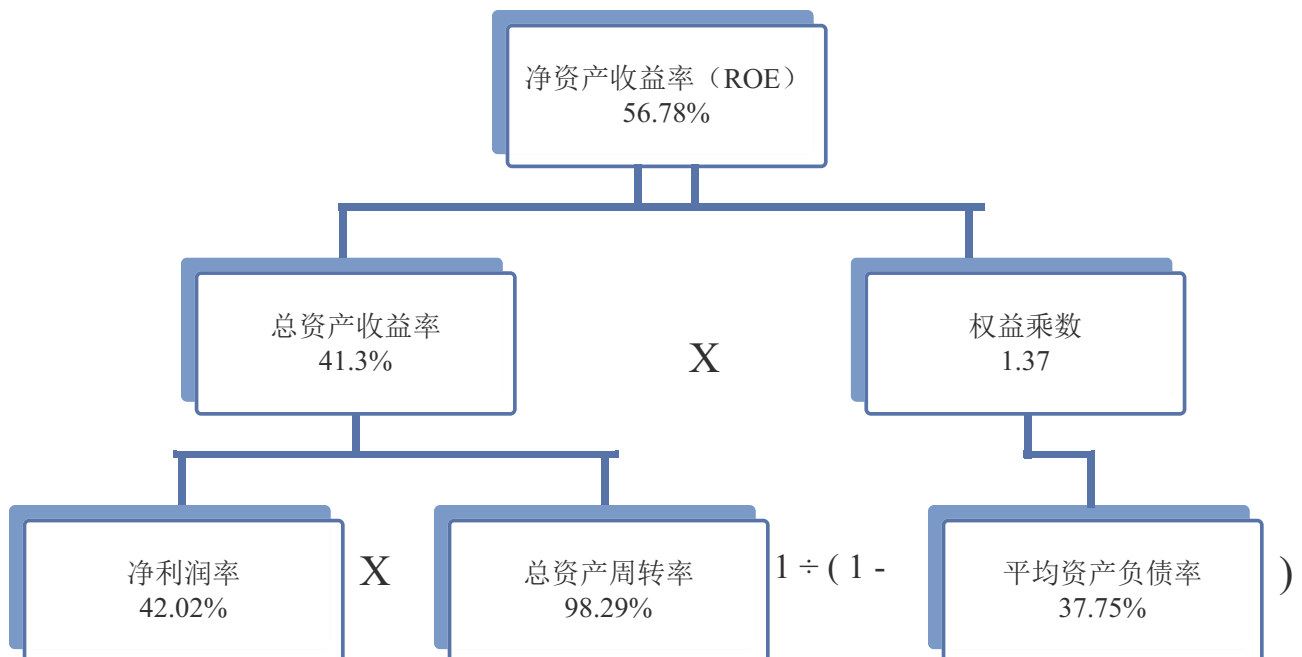 净资产收益率（ROE）
56.78%
总资产收益率
41.3%
X
权益乘数
1.37
净利润率
42.02%
X
总资产周转率
98.29%
1 ÷ ( 1 -
平均资产负债率
37.75%
)